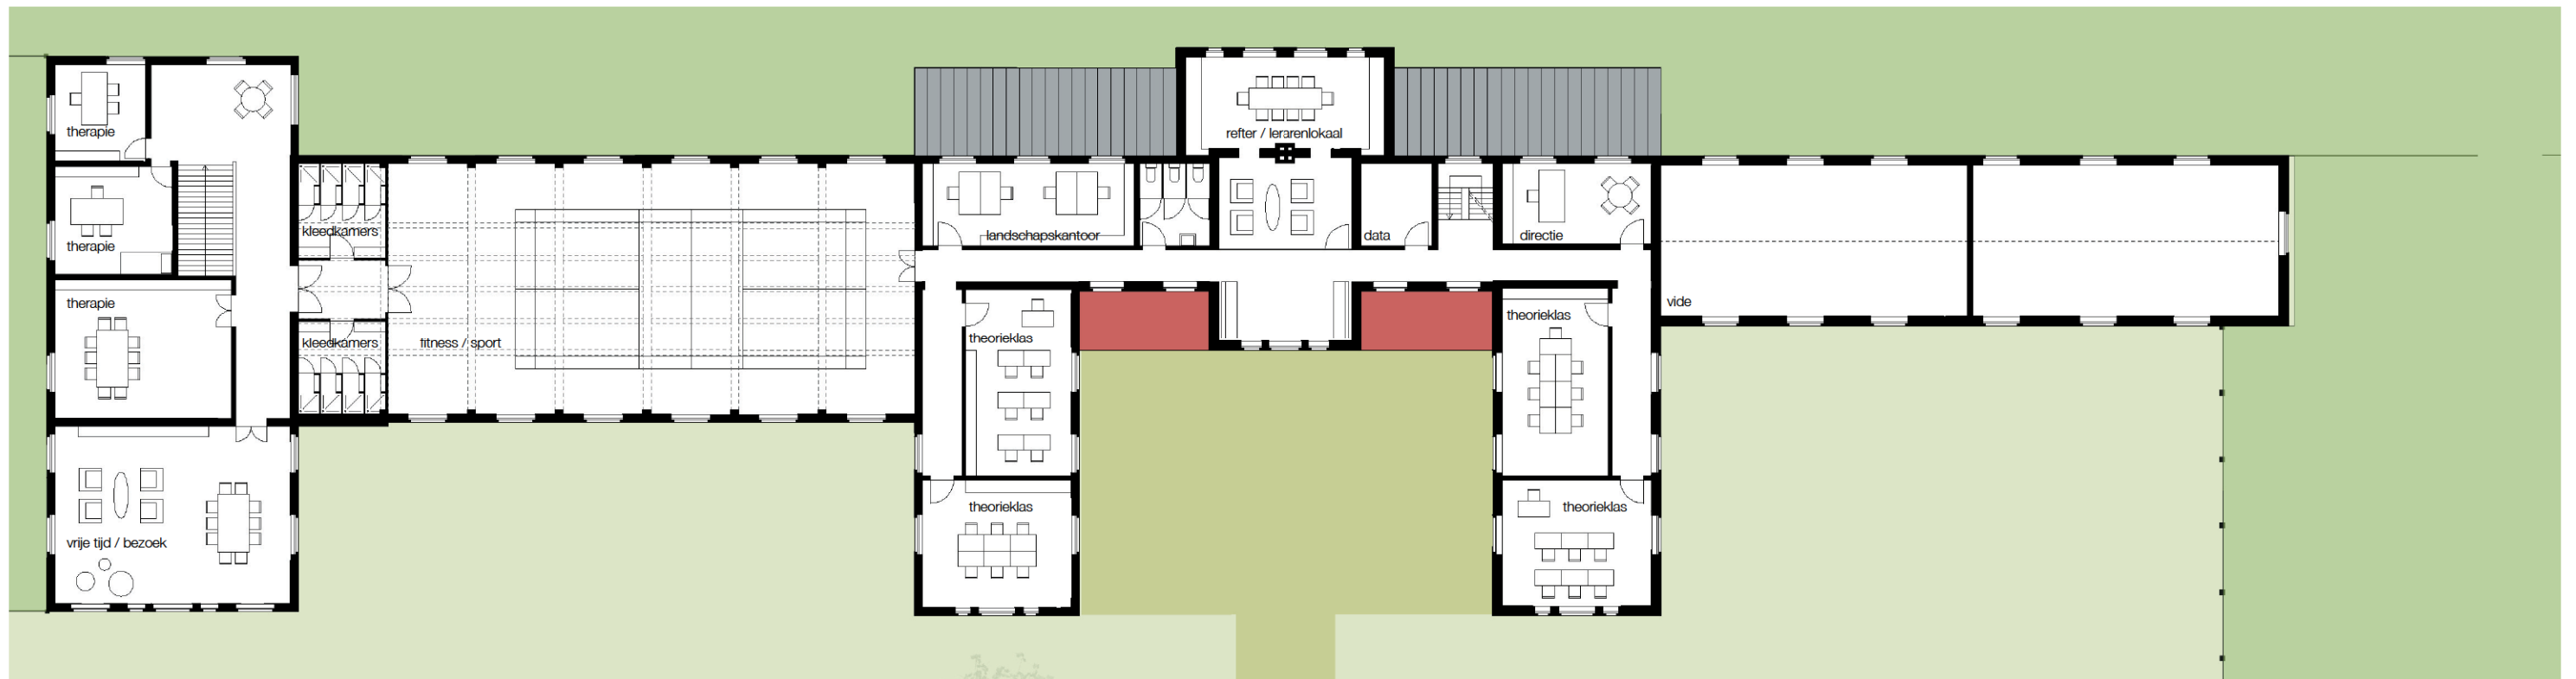 therapie
refter / lerarenlokaal
therapie
kleedkamers
landschapskantoor
data
directie
therapie
vide
kleedkamers
fitness / sport
theorieklas
theorieklas
theorieklas
theorieklas
vrije tijd / bezoek